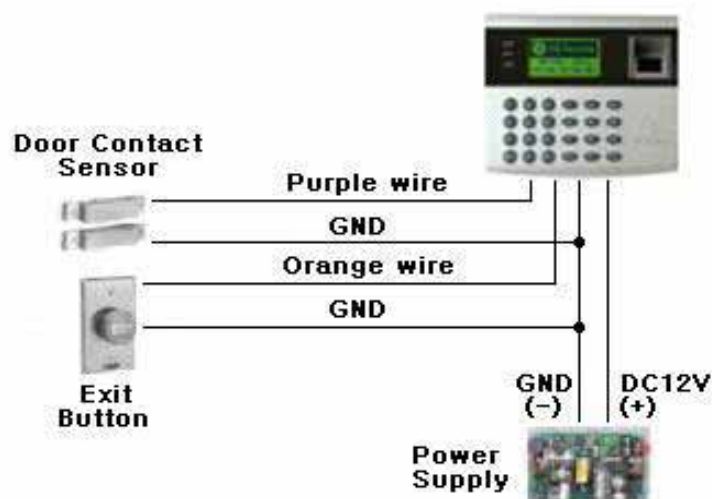 Door Contact
Sensor
Purple wire
GND
Orange wire
GND
Exit
Button
GND
(-)
DC12V
(+)
Power
Supply